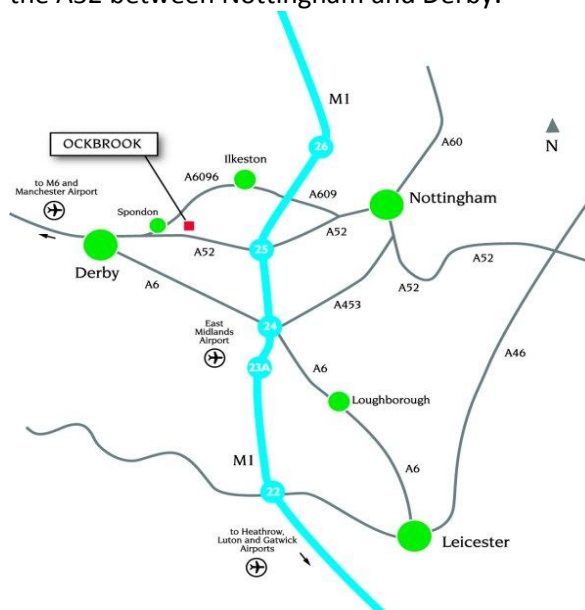 the A52 between Nottingham and Derby.
M1
26
OCKBROOK
Ilkeston
A60
N
A6096
A609
to M6 and
Manchester Airport
Spondon
Nottingham
A52
25
A52
Derby
A52
A52
A6
A453
24
East
Midlands
Airport
A46
23A
A6
Loughborough
M1
A6
22
to Heathrow,
Luton and Gatwick
Airports
Leicester